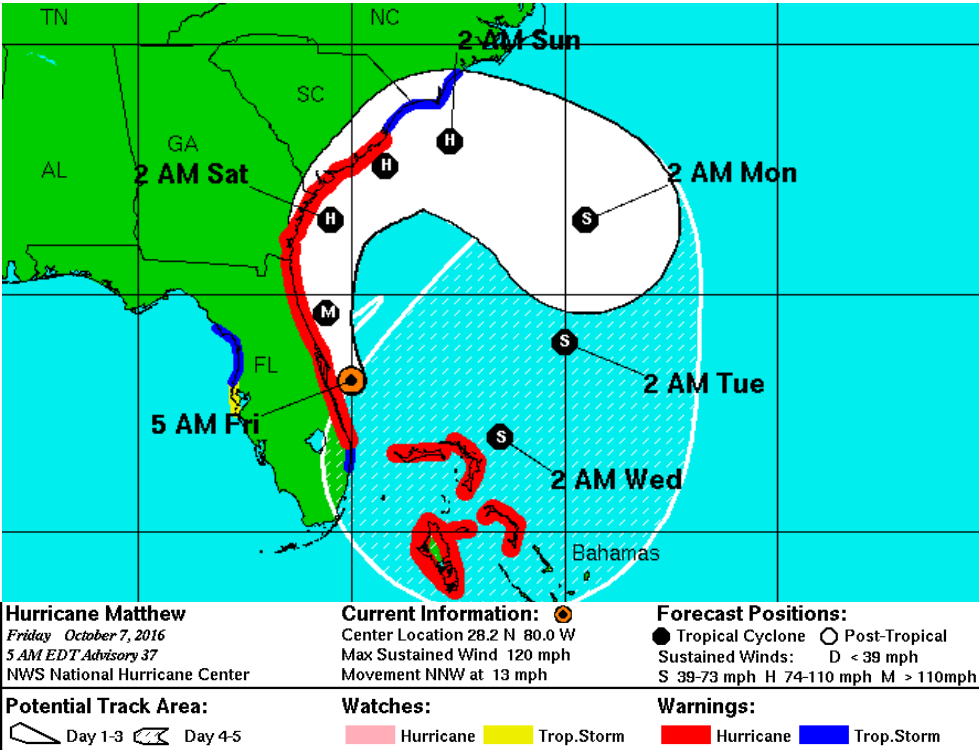 TN
NC
2 AM Sun
SC
H
H
GA
AL
2 AM Sat
2 AM Mon
H
S
M
S
FL
2 AM Tue
5 AM Fri
S
2 AM Wed
Bahamas
Hurricane Matthew
Friday October 7, 2016
5 AM EDT Advisory 37
NWS National Hurricane Center
Current Information:
Center Location 28.2 N 80.0 W
Max Sustained Wind 120 mph
Movement NNW at 13 mph
Forecast Positions:
Tropical Cyclone Post-Tropical
Sustained Winds: D < 39 mph
S 39-73 mph H 74-110 mph M > 110mph
Potential Track Area:
Day 1-3 Day 4-5
Watches:
Hurricane Trop.Storm
Warnings:
Hurricane Trop.Storm